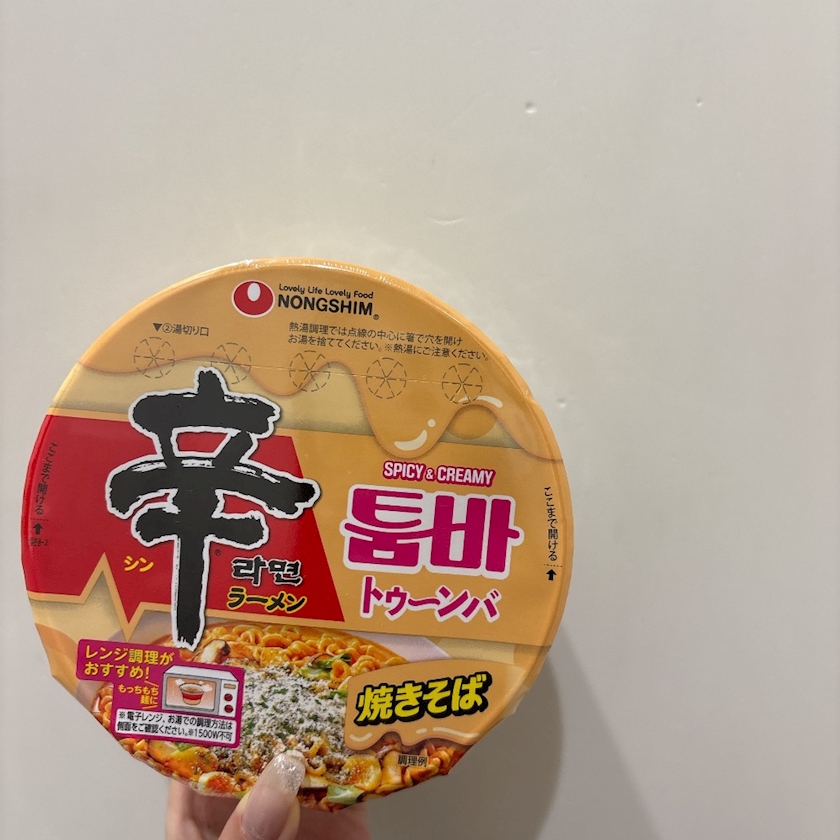 Lovely Life Lovely Food
NONGSHIM®
▼②湯切り口
熱湯調理では点線の中心に箸で穴を開け
お湯を捨ててください。※熱湯にご注意ください。
ここまで開ける
辛
シン
라면
ラーメン
SPICY & CREAMY
툼바
トゥーンバ
ここまで開ける
レンジ調理が
おすすめ!
もっちもち
麺に
※電子レンジ、お湯での調理方法は
側面をご確認ください。※1500W不可
焼きそば
調理例